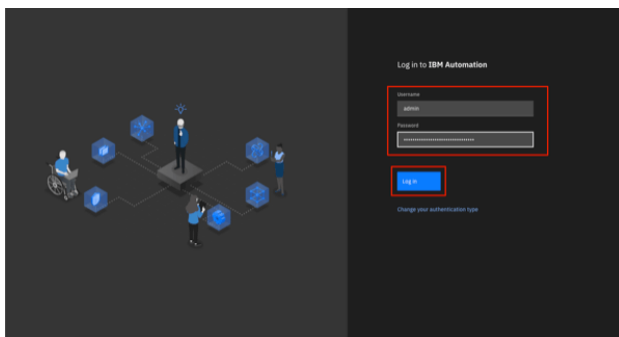 Log in to IBM Automation
Username
admin
Password
Log in
Change your authentication type